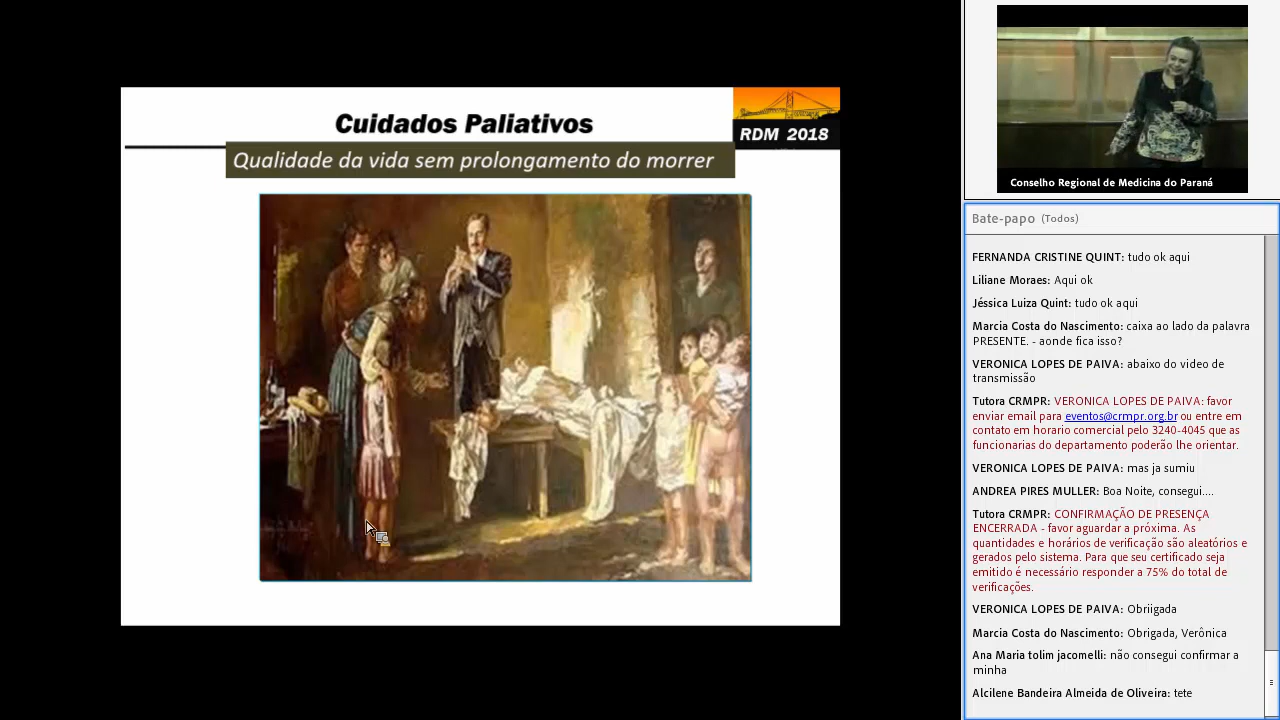 Cuidados Paliativos
RDM 2018
Qualidade da vida sem prolongamento do morrer
Conselho Regional de Medicina do Paraná
Bate-papo (Todos)
FERNANDA CRISTINE QUINT: tudo ok aqui
Liliane Moraes: Aqui ok
Jéssica Luiza Quint: tudo ok aqui
Marcia Costa do Nascimento: caixa ao lado da palavra
PRESENTE. - aonde fica isso?
VERONICA LOPES DE PAIVA: abaixo do video de
transmissão
Tutora CRMPR: VERONICA LOPES DE PAIVA: favor
enviar email para eventos@crmpr.org.br ou entre em
contato em horario comercial pelo 3240-4045 que as
funcionarias do departamento poderão lhe orientar.
VERONICA LOPES DE PAIVA: mas ja sumiu
ANDREA PIRES MULLER: Boa Noite, consegui....
Tutora CRMPR: CONFIRMAÇÃO DE PRESENÇA
ENCERRADA - favor aguardar a próxima. As
quantidades e horários de verificação são aleatórios e
gerados pelo sistema. Para que seu certificado seja
emitido é necessário responder a 75% do total de
verificações.
VERONICA LOPES DE PAIVA: Obriigada
Marcia Costa do Nascimento: Obrigada, Verônica
Ana Maria tolim jacomelli: não consegui confirmar a
minha
Alcilene Bandeira Almeida de Oliveira: tete